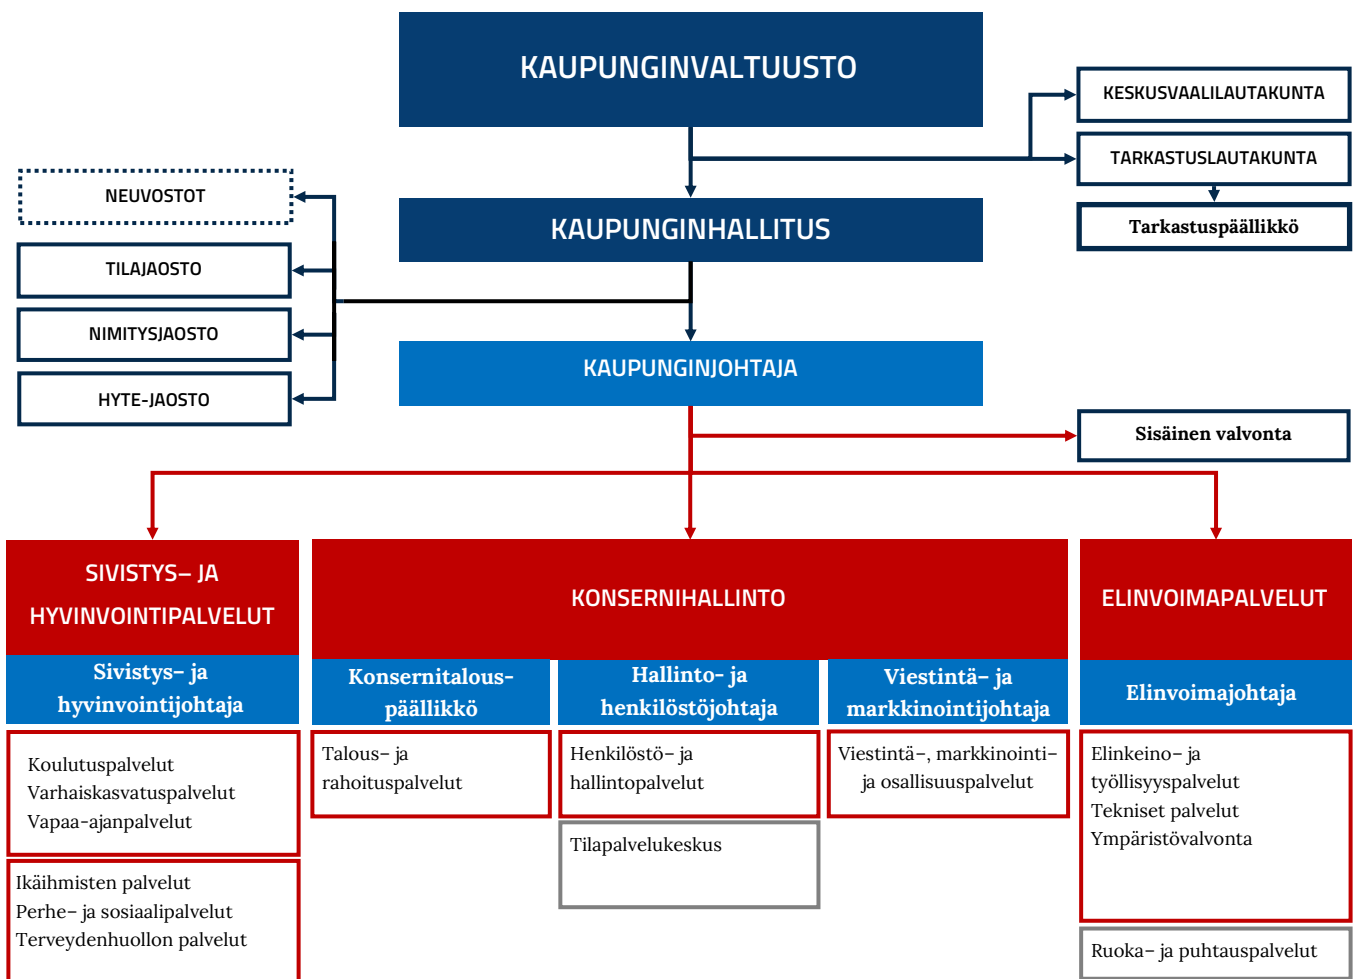 KAUPUNGINVALTUUSTO
KESKUSVAALILAUTAKUNTA
TARKASTUSLAUTAKUNTA
Tarkastuspäällikkö
NEUVOSTOT
KAUPUNGINHALLITUS
TILAJAOSTO
NIMITYSJAOSTO
HYTE-JAOSTO
KAUPUNGINJOHTAJA
Sisäinen valvonta
SIVISTYS– JA
HYVINVOINTIPALVELUT
Sivistys– ja
hyvinvointijohtaja
Koulutuspalvelut
Varhaiskasvatuspalvelut
Vapaa-ajanpalvelut
Ikäihmisten palvelut
Perhe– ja sosiaalipalvelut
Terveydenhuollon palvelut
KONSERNIHALLINTO
Konsernitalous-
päällikkö
Talous– ja
rahoituspalvelut
Hallinto- ja
henkilöstöjohtaja
Henkilöstö– ja
hallintopalvelut
Tilapalvelukeskus
Viestintä– ja
markkinointijohtaja
Viestintä–, markkinointi–
ja osallisuuspalvelut
ELINVOIMAPALVELUT
Elinvoimajohtaja
Elinkeino– ja
työllisyyspalvelut
Tekniset palvelut
Ympäristövalvonta
Ruoka– ja puhtauspalvelut